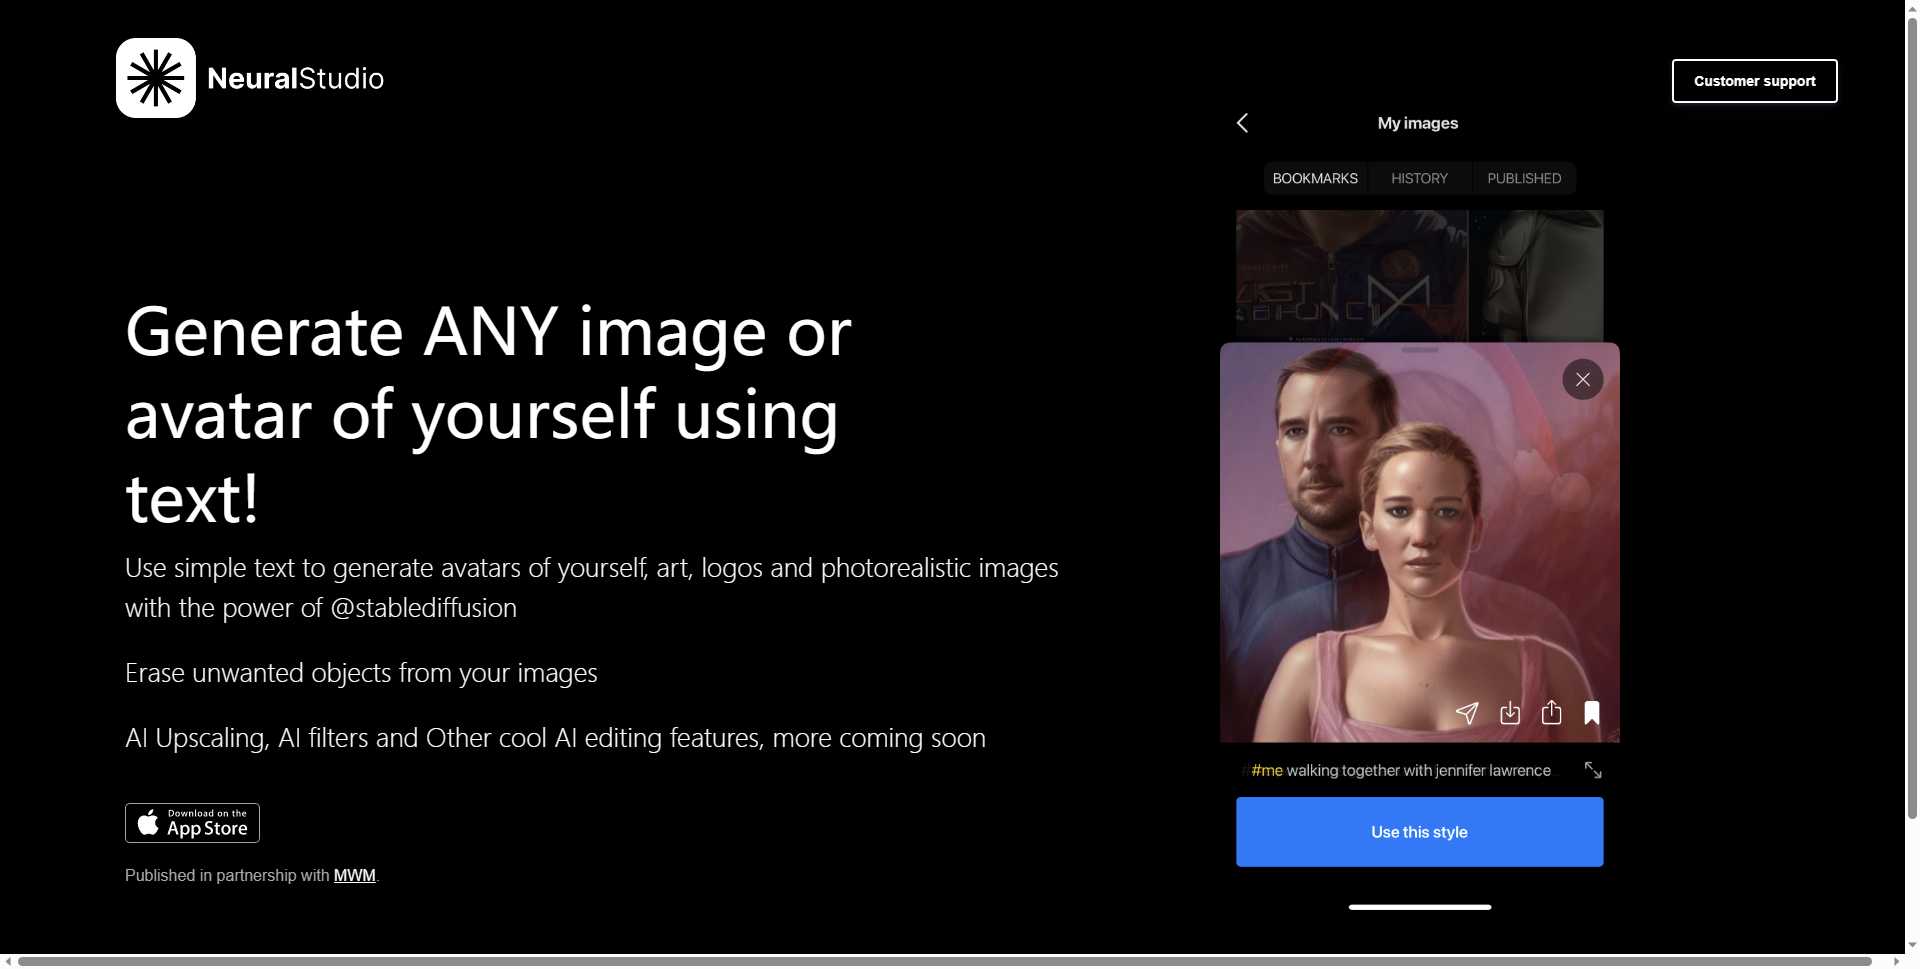 NeuralStudio
Customer support
Generate ANY image or
avatar of yourself using
text!
Use simple text to generate avatars of yourself, art, logos and photorealistic images
with the power of @stablediffusion
Erase unwanted objects from your images
AI Upscaling, AI filters and Other cool AI editing features, more coming soon
Download on the
App Store
Published in partnership with MWM.
My images
BOOKMARKS HISTORY PUBLISHED
#me walking together with jennifer lawrence
Use this style